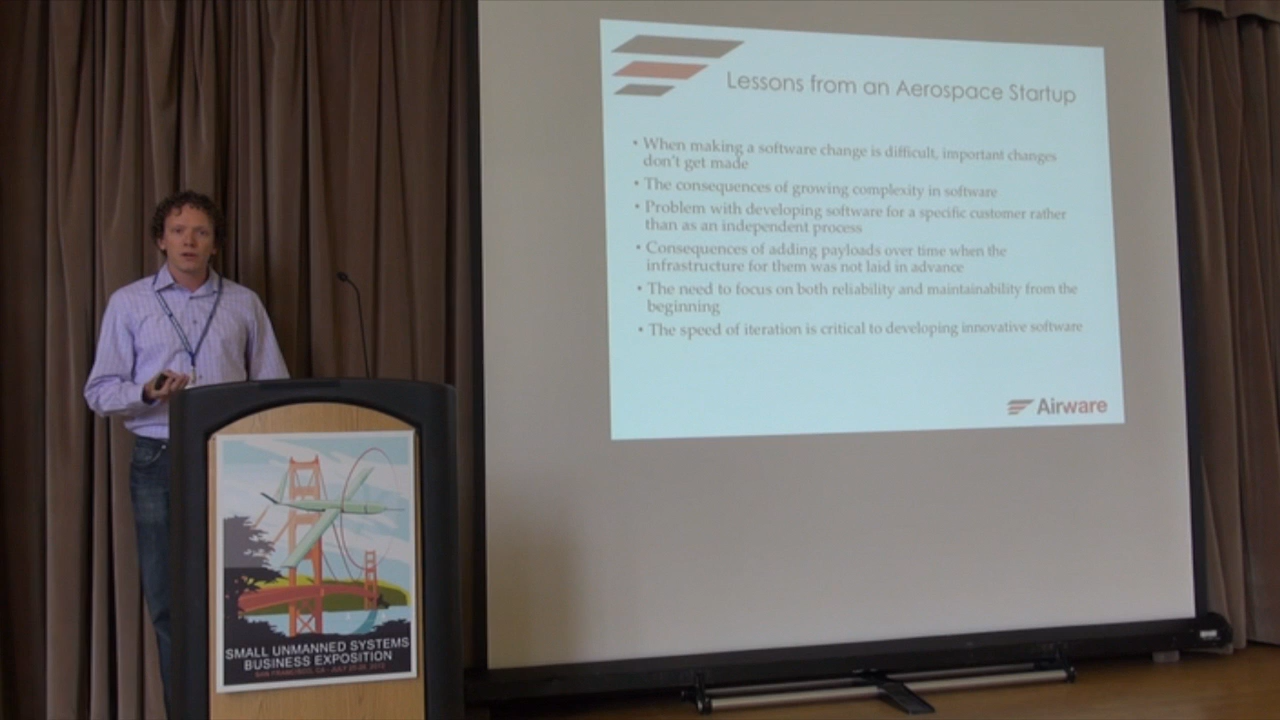 Lessons from an Aerospace Startup
• When making a software change is difficult, important changes
don't get made
• The consequences of growing complexity in software
• Problem with developing software for a specific customer rather
than as an independent process
• Consequences of adding payloads over time when the
infrastructure for them was not laid in advance
• The need to focus on both reliability and maintainability from the
beginning
• The speed of iteration is critical to developing innovative software
Airware
SMALL UNMANNED SYSTEMS
BUSINESS EXPOSITION
SAN FRANCISCO, CA - JULY